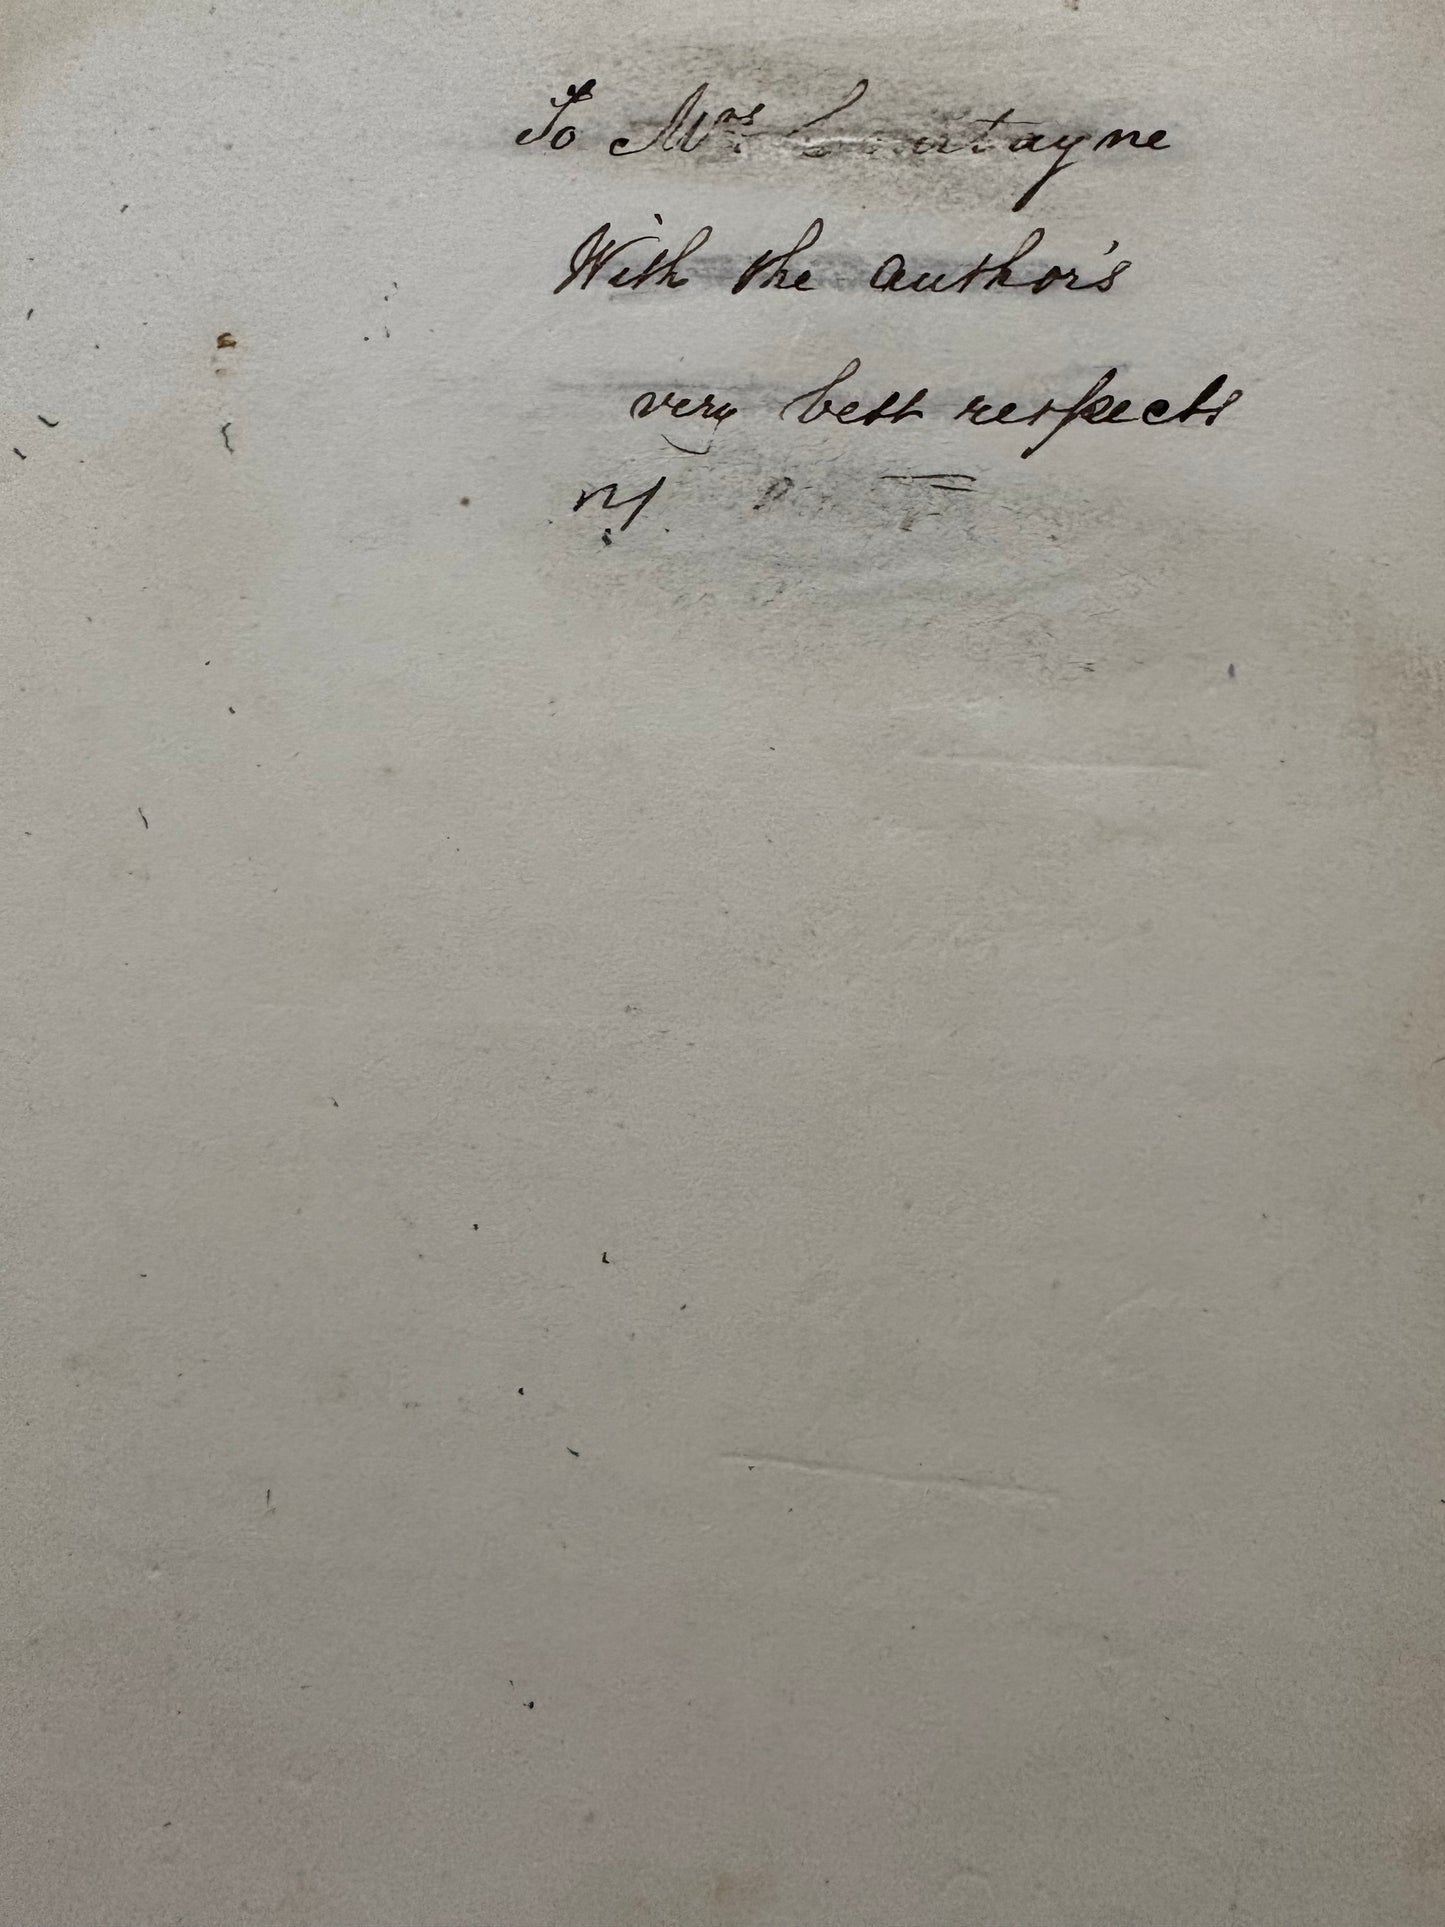 To Mrs
With the author's
very best respects